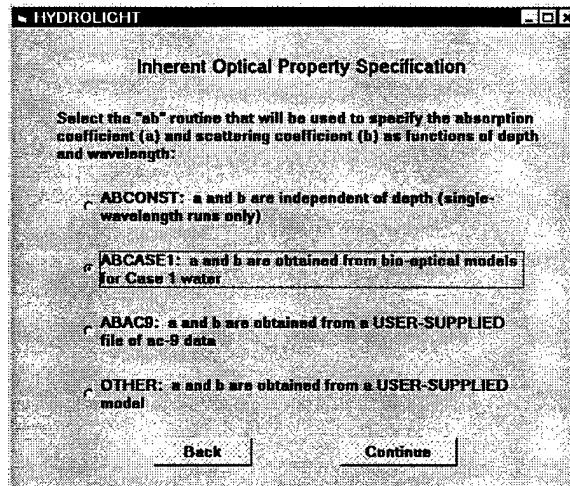 HYDROLIGHT
Inherent Optical Property Specification
Select the "ab" routine that will be used to specify the absorption
coefficient (a) and scattering coefficient (b) as functions of depth
and wavelength:
ABCONST: a and b are independent of depth (single-
wavelength runs only)
ABCASE1: a and b are obtained from bio-optical models
for Case 1 water
ABAC9: a and b are obtained from a USER-SUPPLIED
file of ac-9 data
OTHER: a and b are obtained from a USER-SUPPLIED
model
Back
Continue